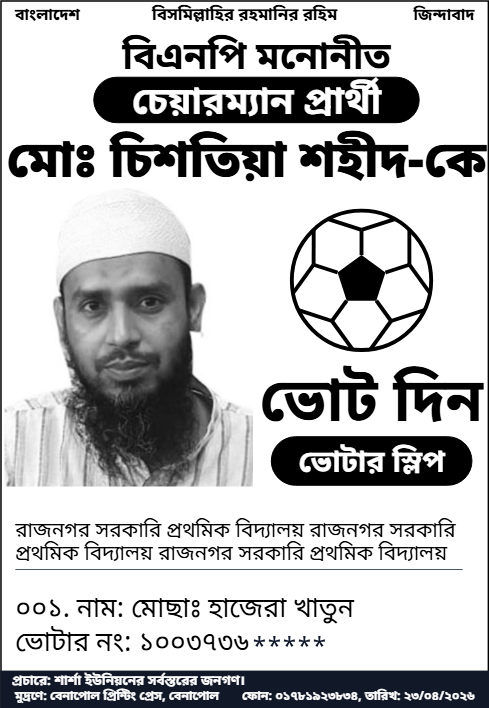 বাংলাদেশ বিসমিল্লাহির রহমানির রহিম জিন্দাবাদ
বিএনপি মনোনীত
চেয়ারম্যান প্রার্থী
মোঃ চিশতিয়া শহীদ-কে
ভোট দিন
ভোটার স্লিপ
রাজনগর সরকারি প্রথমিক বিদ্যালয় রাজনগর সরকারি
প্রথমিক বিদ্যালয় রাজনগর সরকারি প্রথমিক বিদ্যালয়
০০১. নাম: মোছাঃ হাজেরা খাতুন
ভোটার নং: ১০০৩৭৩৬*****
প্রচারে: শার্শা ইউনিয়নের সর্বস্তরের জনগণ।
মুদ্রণে: বেনাপোল প্রিন্টিং প্রেস, বেনাপোল ফোন: ০১৭৮১৯২৩৮৩৪, তারিখ: ২৩/০৪/২০২৬